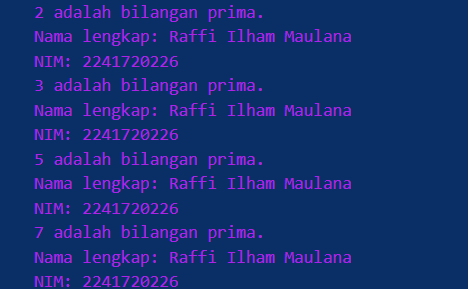 2 adalah bilangan prima.
Nama lengkap: Raffi Ilham Maulana
NIM: 2241720226
3 adalah bilangan prima.
Nama lengkap: Raffi Ilham Maulana
NIM: 2241720226
5 adalah bilangan prima.
Nama lengkap: Raffi Ilham Maulana
NIM: 2241720226
7 adalah bilangan prima.
Nama lengkap: Raffi Ilham Maulana
NIM: 2241720226